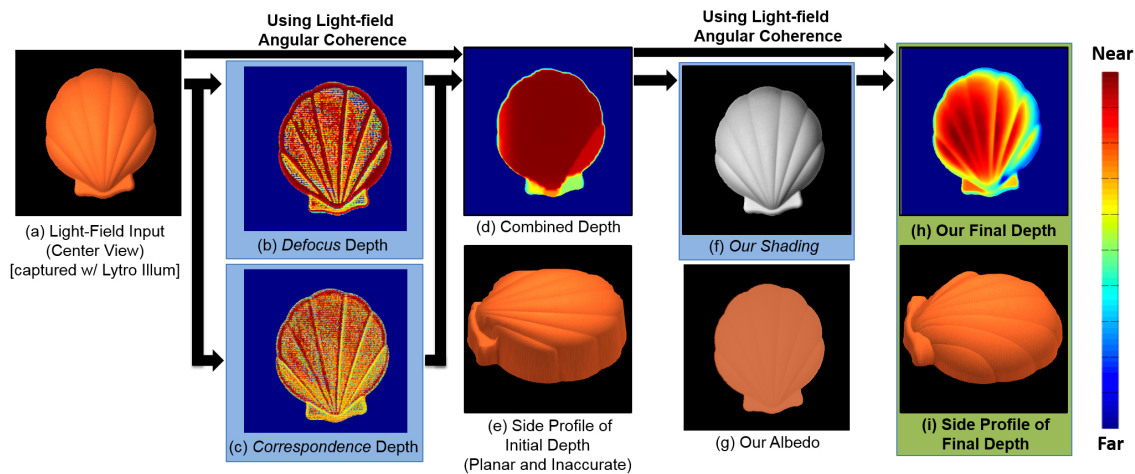 Using Light-field
Angular Coherence
Using Light-field
Angular Coherence
(a) Light-Field Input
(Center View)
[captured w/ Lytro Illum]
(b) Defocus Depth
(c) Correspondence Depth
(d) Combined Depth
(e) Side Profile of
Initial Depth
(Planar and Inaccurate)
(f) Our Shading
(g) Our Albedo
(h) Our Final Depth
(i) Side Profile of
Final Depth
Near
Far